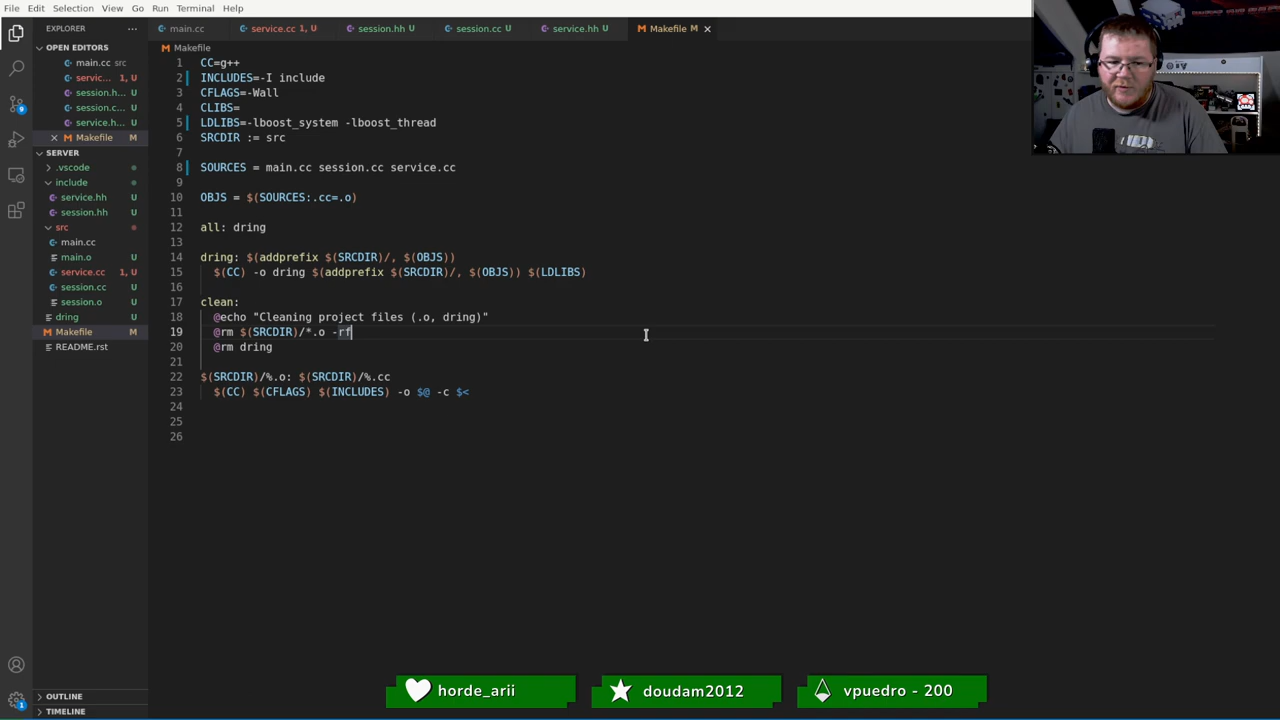 File Edit Selection View Go Run Terminal Help
EXPLORER
OPEN EDITORS
main.cc src
servic... 1, U
session.h... U
session.c... U
service.hh U
Makefile M
SERVER
.vscode
include
service.hh U
session.hh U
src
main.cc
main.o U
service.cc 1, U
session.cc U
session.o U
dring U
Makefile M
README.rst
OUTLINE
TIMELINE
9
1
main.cc service.cc 1, U session.hh U session.cc U service.hh U Makefile M
Makefile
1 CC=g++
2 INCLUDES=-I include
3 CFLAGS=-Wall
4 CLIBS=
5 LDLIBS=-lboost_system -lboost_thread
6 SRCDIR := src
7
8 SOURCES = main.cc session.cc service.cc
9
10 OBJS = $(SOURCES:.cc=.o)
11
12 all: dring
13
14 dring: $(addprefix $(SRCDIR)/, $(OBJS))
15 $(CC) -o dring $(addprefix $(SRCDIR)/, $(OBJS)) $(LDLIBS)
16
17 clean:
18 @echo "Cleaning project files (.o, dring)"
19 @rm $(SRCDIR)/*.o -rf
20 @rm dring
21
22 $(SRCDIR)/%.o: $(SRCDIR)/%.cc
23 $(CC) $(CFLAGS) $(INCLUDES) -o $@ -c $<
24
25
26
horde_arii
doudam2012
vpuedro - 200